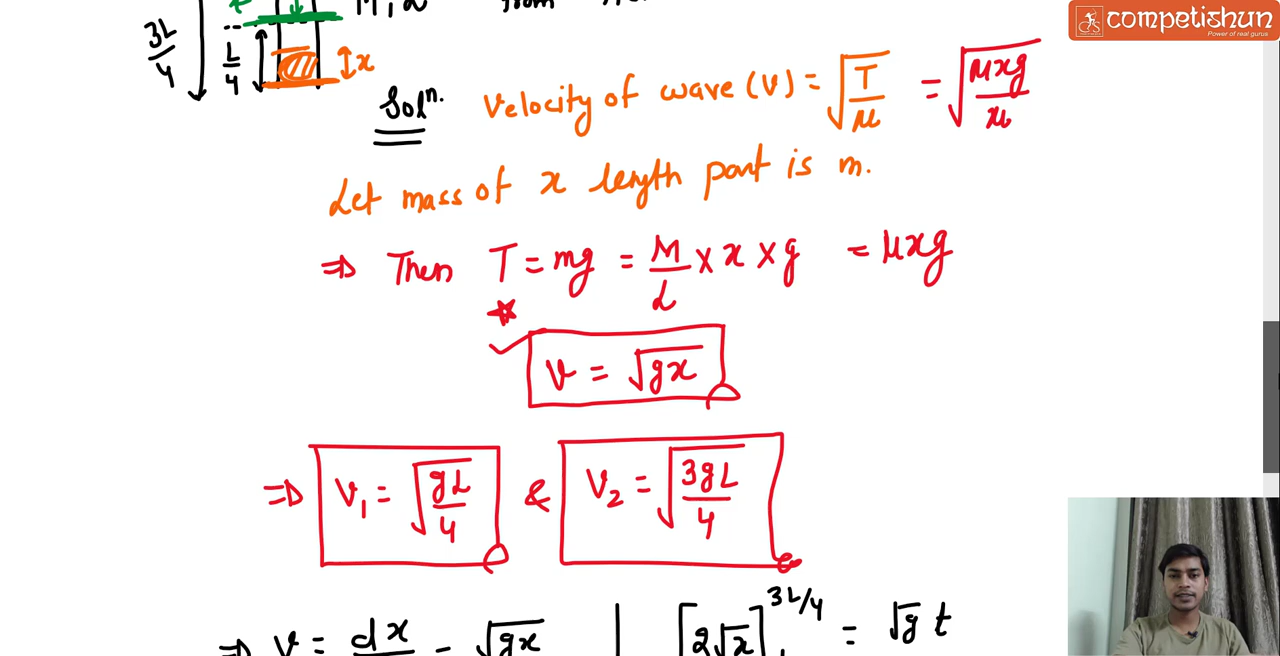 M, L from
3L/4
L/4
x
competishun
Power of real gurus
Solⁿ. Velocity of wave (v) = √(T/μ) = √(μxg/μ)
Let mass of x length part is m.
⇒ Then T = mg = M/L × x × g = μxg
v = √gx
⇒ V₁ = √(gL/4) & V₂ = √(3gL/4)
⇒ V = dx = √gx | [2√x]^3L/4 = √g t